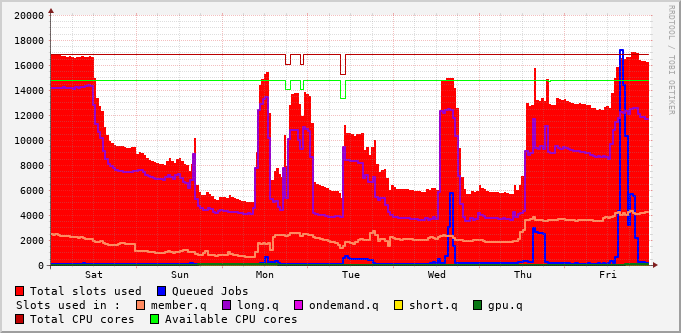 20000
18000
16000
14000
12000
10000
8000
6000
4000
2000
0
Sat Sun Mon Tue Wed Thu Fri
RRDTOOL / TOBI OETIKER
Total slots used Queued Jobs
Slots used in : member.q long.q ondemand.q short.q gpu.q
Total CPU cores Available CPU cores